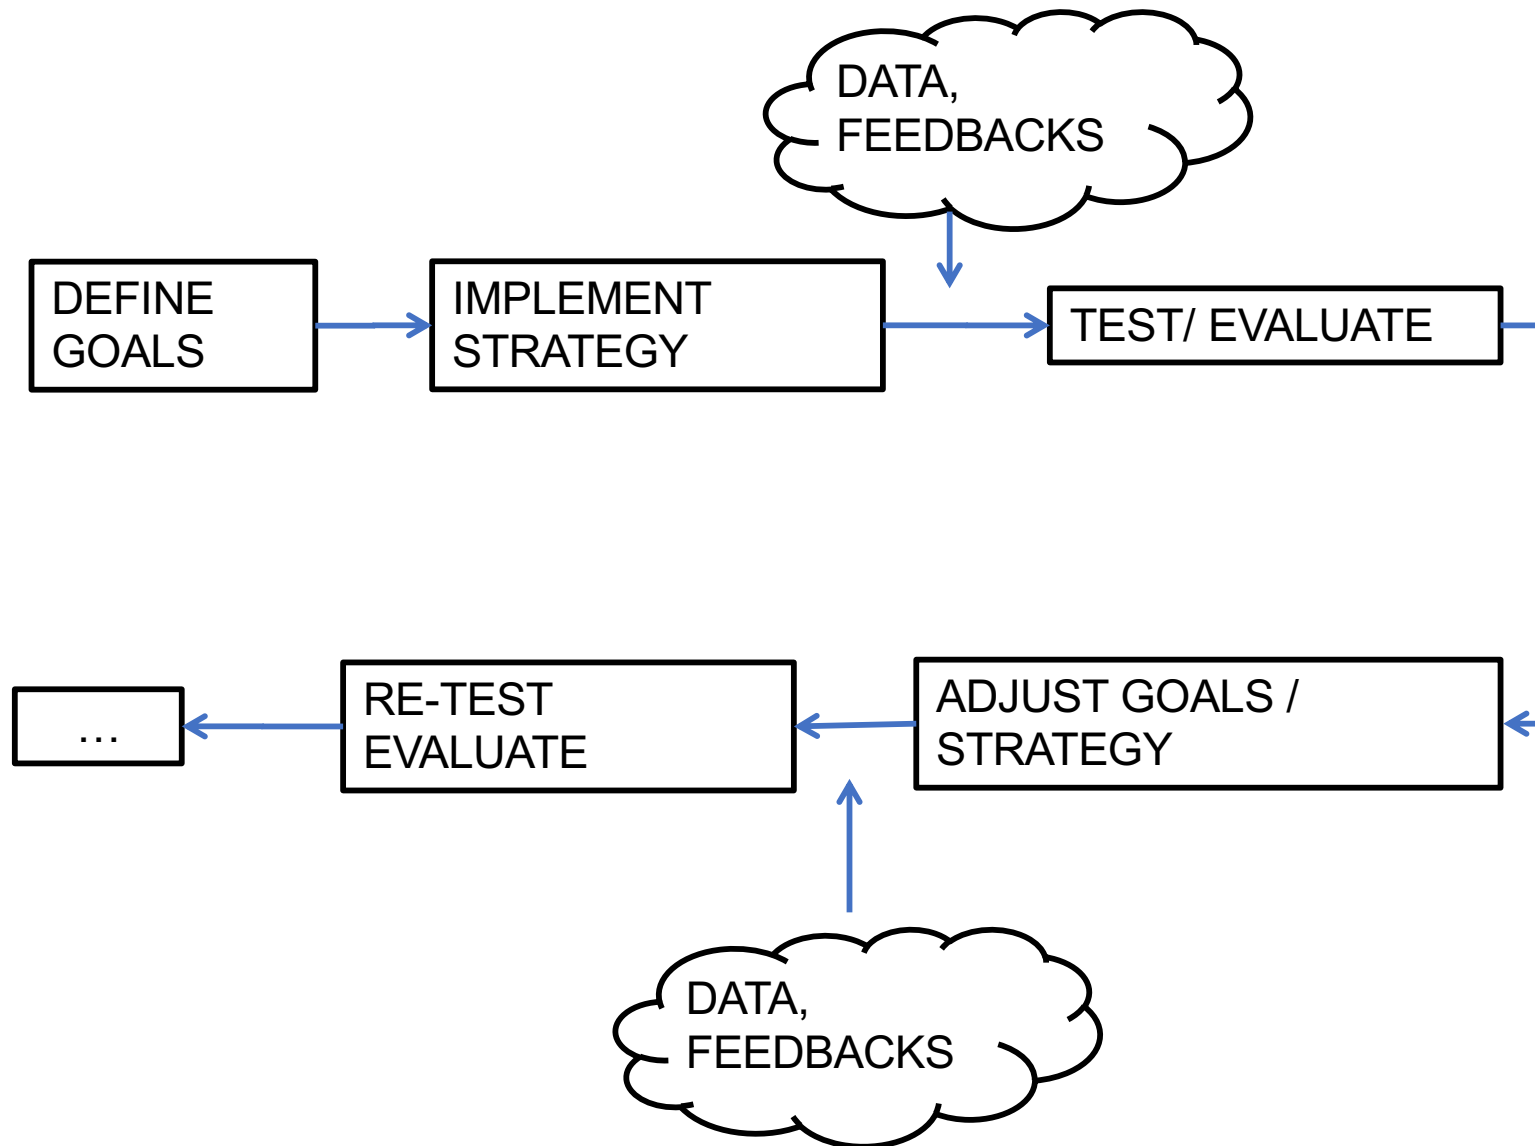 DATA,
FEEDBACKS
DEFINE
GOALS
IMPLEMENT
STRATEGY
TEST/ EVALUATE
ADJUST GOALS /
STRATEGY
RE-TEST
EVALUATE
…
DATA,
FEEDBACKS